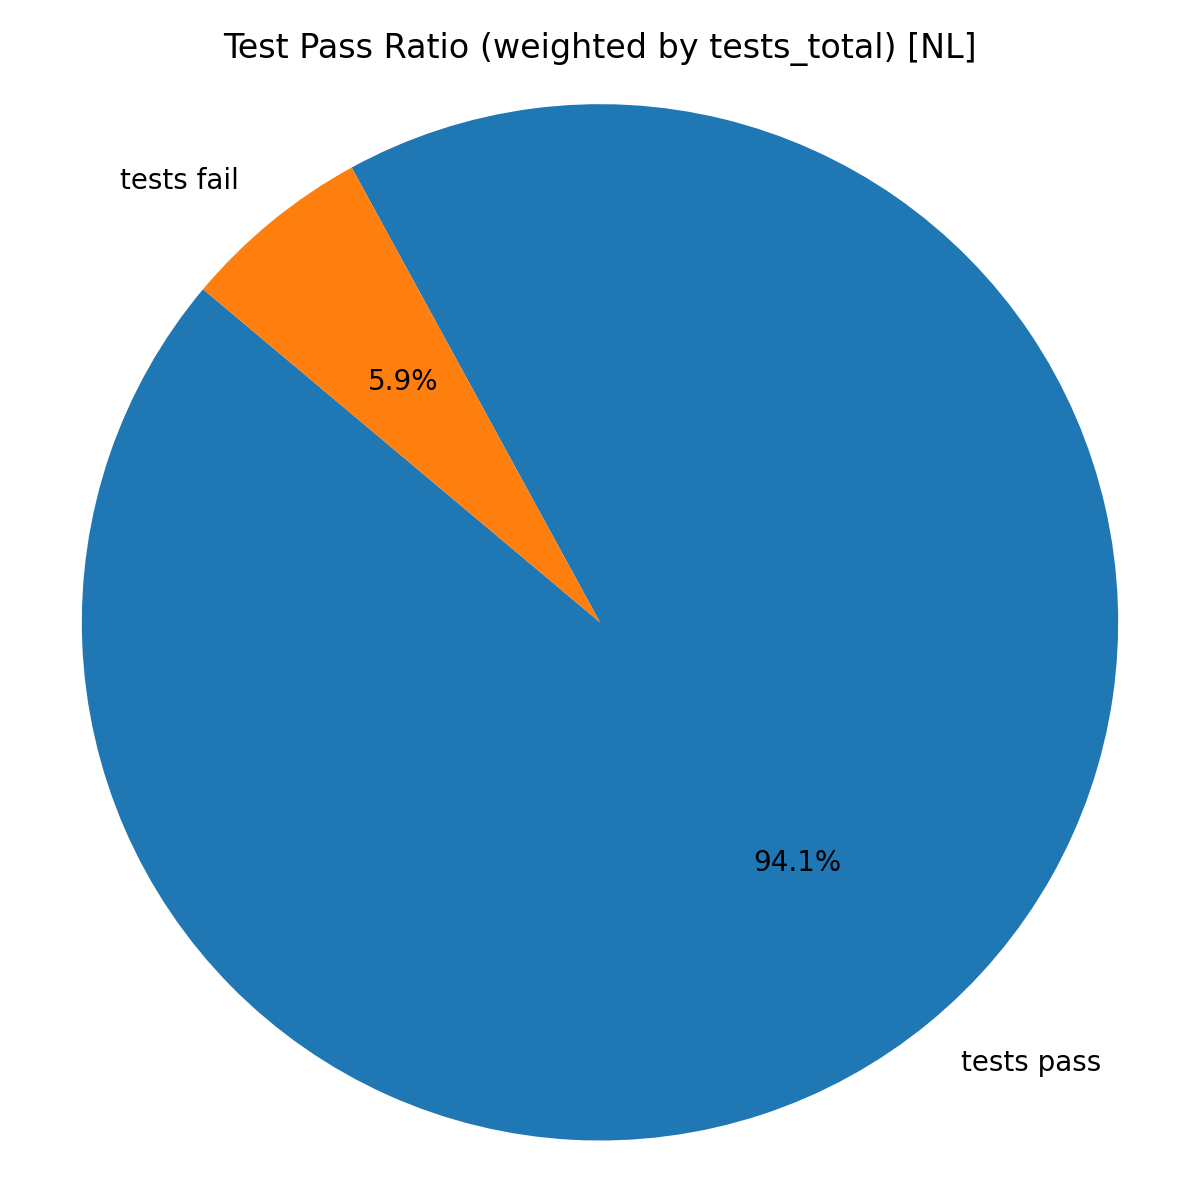 Test Pass Ratio (weighted by tests_total) [NL]
tests fail
5.9%
94.1%
tests pass